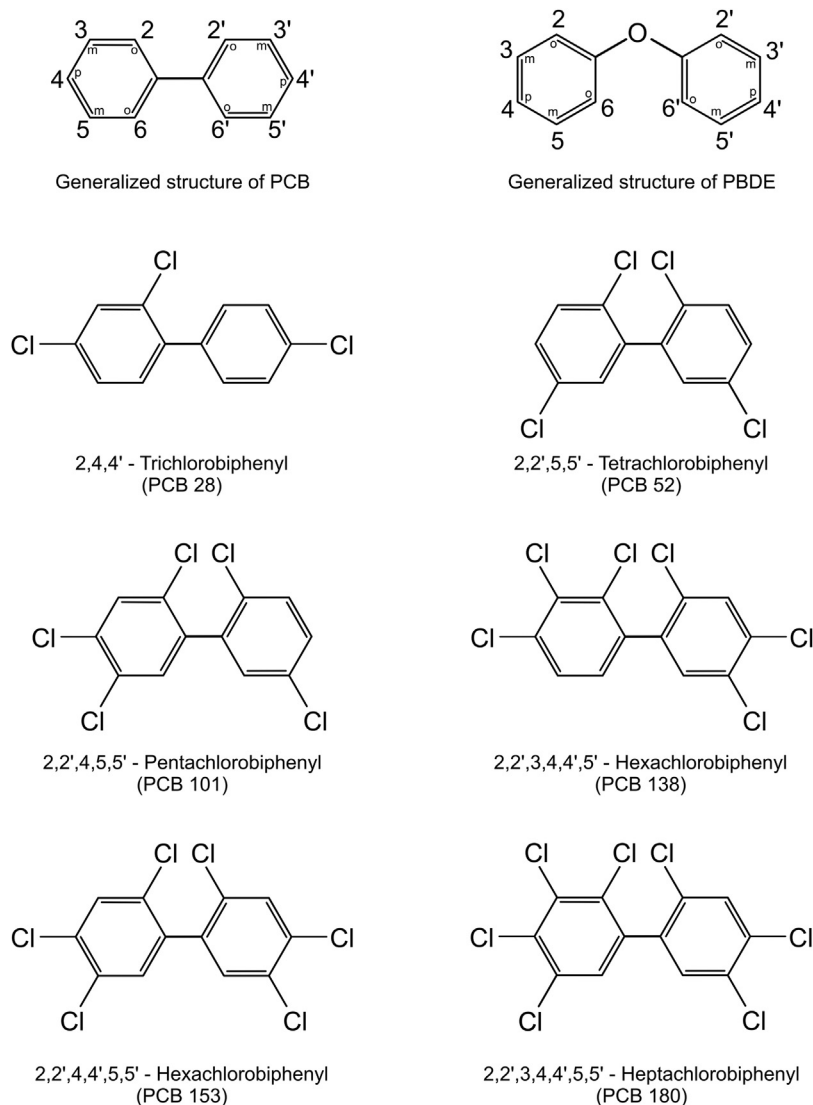 3 2 2' 3'
m o o m
4 p p 4'
m o o m
5 6 6' 5'
Generalized structure of PCB
2 O 2'
3 o o 3'
m m
p o o p
4 m 6 6' m 4'
5 5'
Generalized structure of PBDE
Cl
Cl Cl
2,4,4' - Trichlorobiphenyl
(PCB 28)
Cl Cl
Cl Cl
2,2',5,5' - Tetrachlorobiphenyl
(PCB 52)
Cl Cl
Cl
Cl Cl
2,2',4,5,5' - Pentachlorobiphenyl
(PCB 101)
Cl Cl Cl
Cl Cl
Cl
2,2',3,4,4',5' - Hexachlorobiphenyl
(PCB 138)
Cl Cl
Cl Cl
Cl Cl
2,2',4,4',5,5' - Hexachlorobiphenyl
(PCB 153)
Cl Cl Cl
Cl Cl
Cl Cl
2,2',3,4,4',5,5' - Heptachlorobiphenyl
(PCB 180)